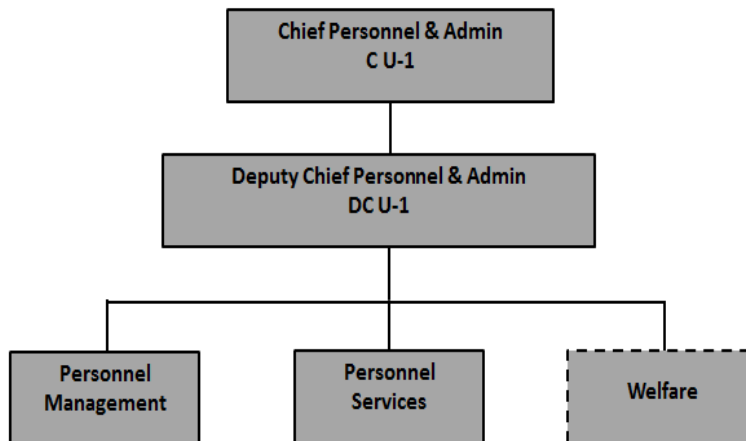 Chief Personnel & Admin
C U-1
Deputy Chief Personnel & Admin
DC U-1
Personnel
Management
Personnel
Services
Welfare